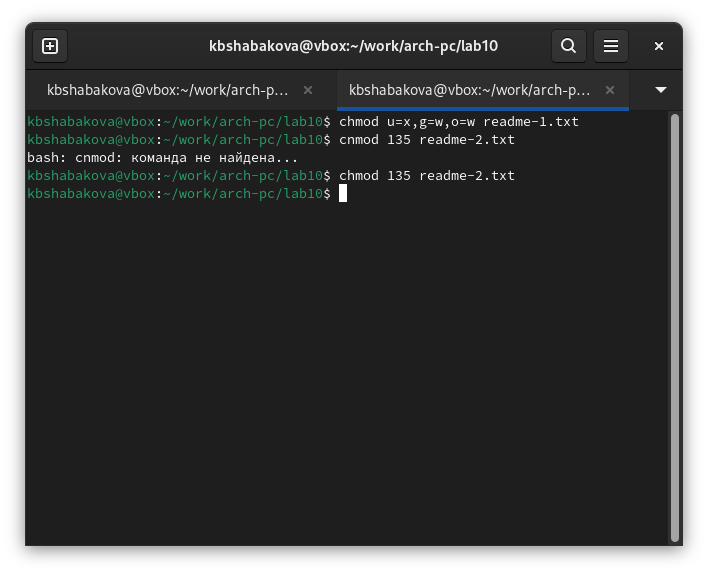 kbshabakova@vbox:~/work/arch-pc/lab10
kbshabakova@vbox:~/work/arch-p...
kbshabakova@vbox:~/work/arch-p...
kbshabakova@vbox:~/work/arch-pc/lab10$ chmod u=x,g=w,o=w readme-1.txt
kbshabakova@vbox:~/work/arch-pc/lab10$ cnmod 135 readme-2.txt
bash: cnmod: команда не найдена...
kbshabakova@vbox:~/work/arch-pc/lab10$ chmod 135 readme-2.txt
kbshabakova@vbox:~/work/arch-pc/lab10$